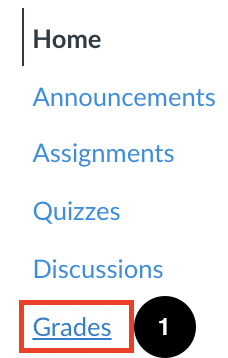 Home
Announcements
Assignments
Quizzes
Discussions
Grades 1